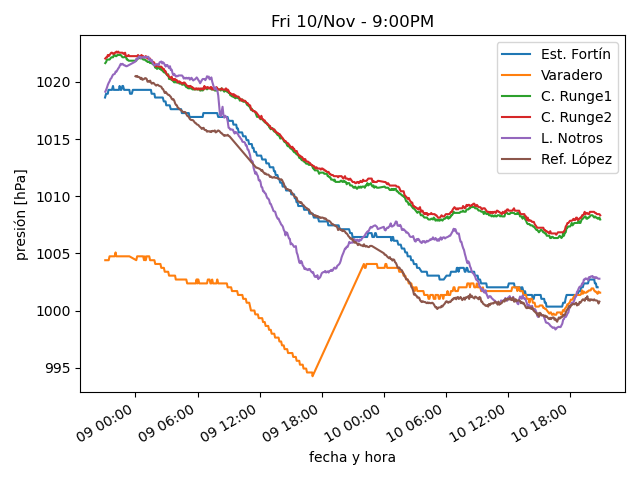 Fri 10/Nov - 9:00PM
Est. Fortín
Varadero
C. Runge1
C. Runge2
L. Notros
Ref. López
presión [hPa]
1020
1015
1010
1005
1000
995
09 00:00
09 06:00
09 12:00
09 18:00
10 00:00
10 06:00
10 12:00
10 18:00
fecha y hora